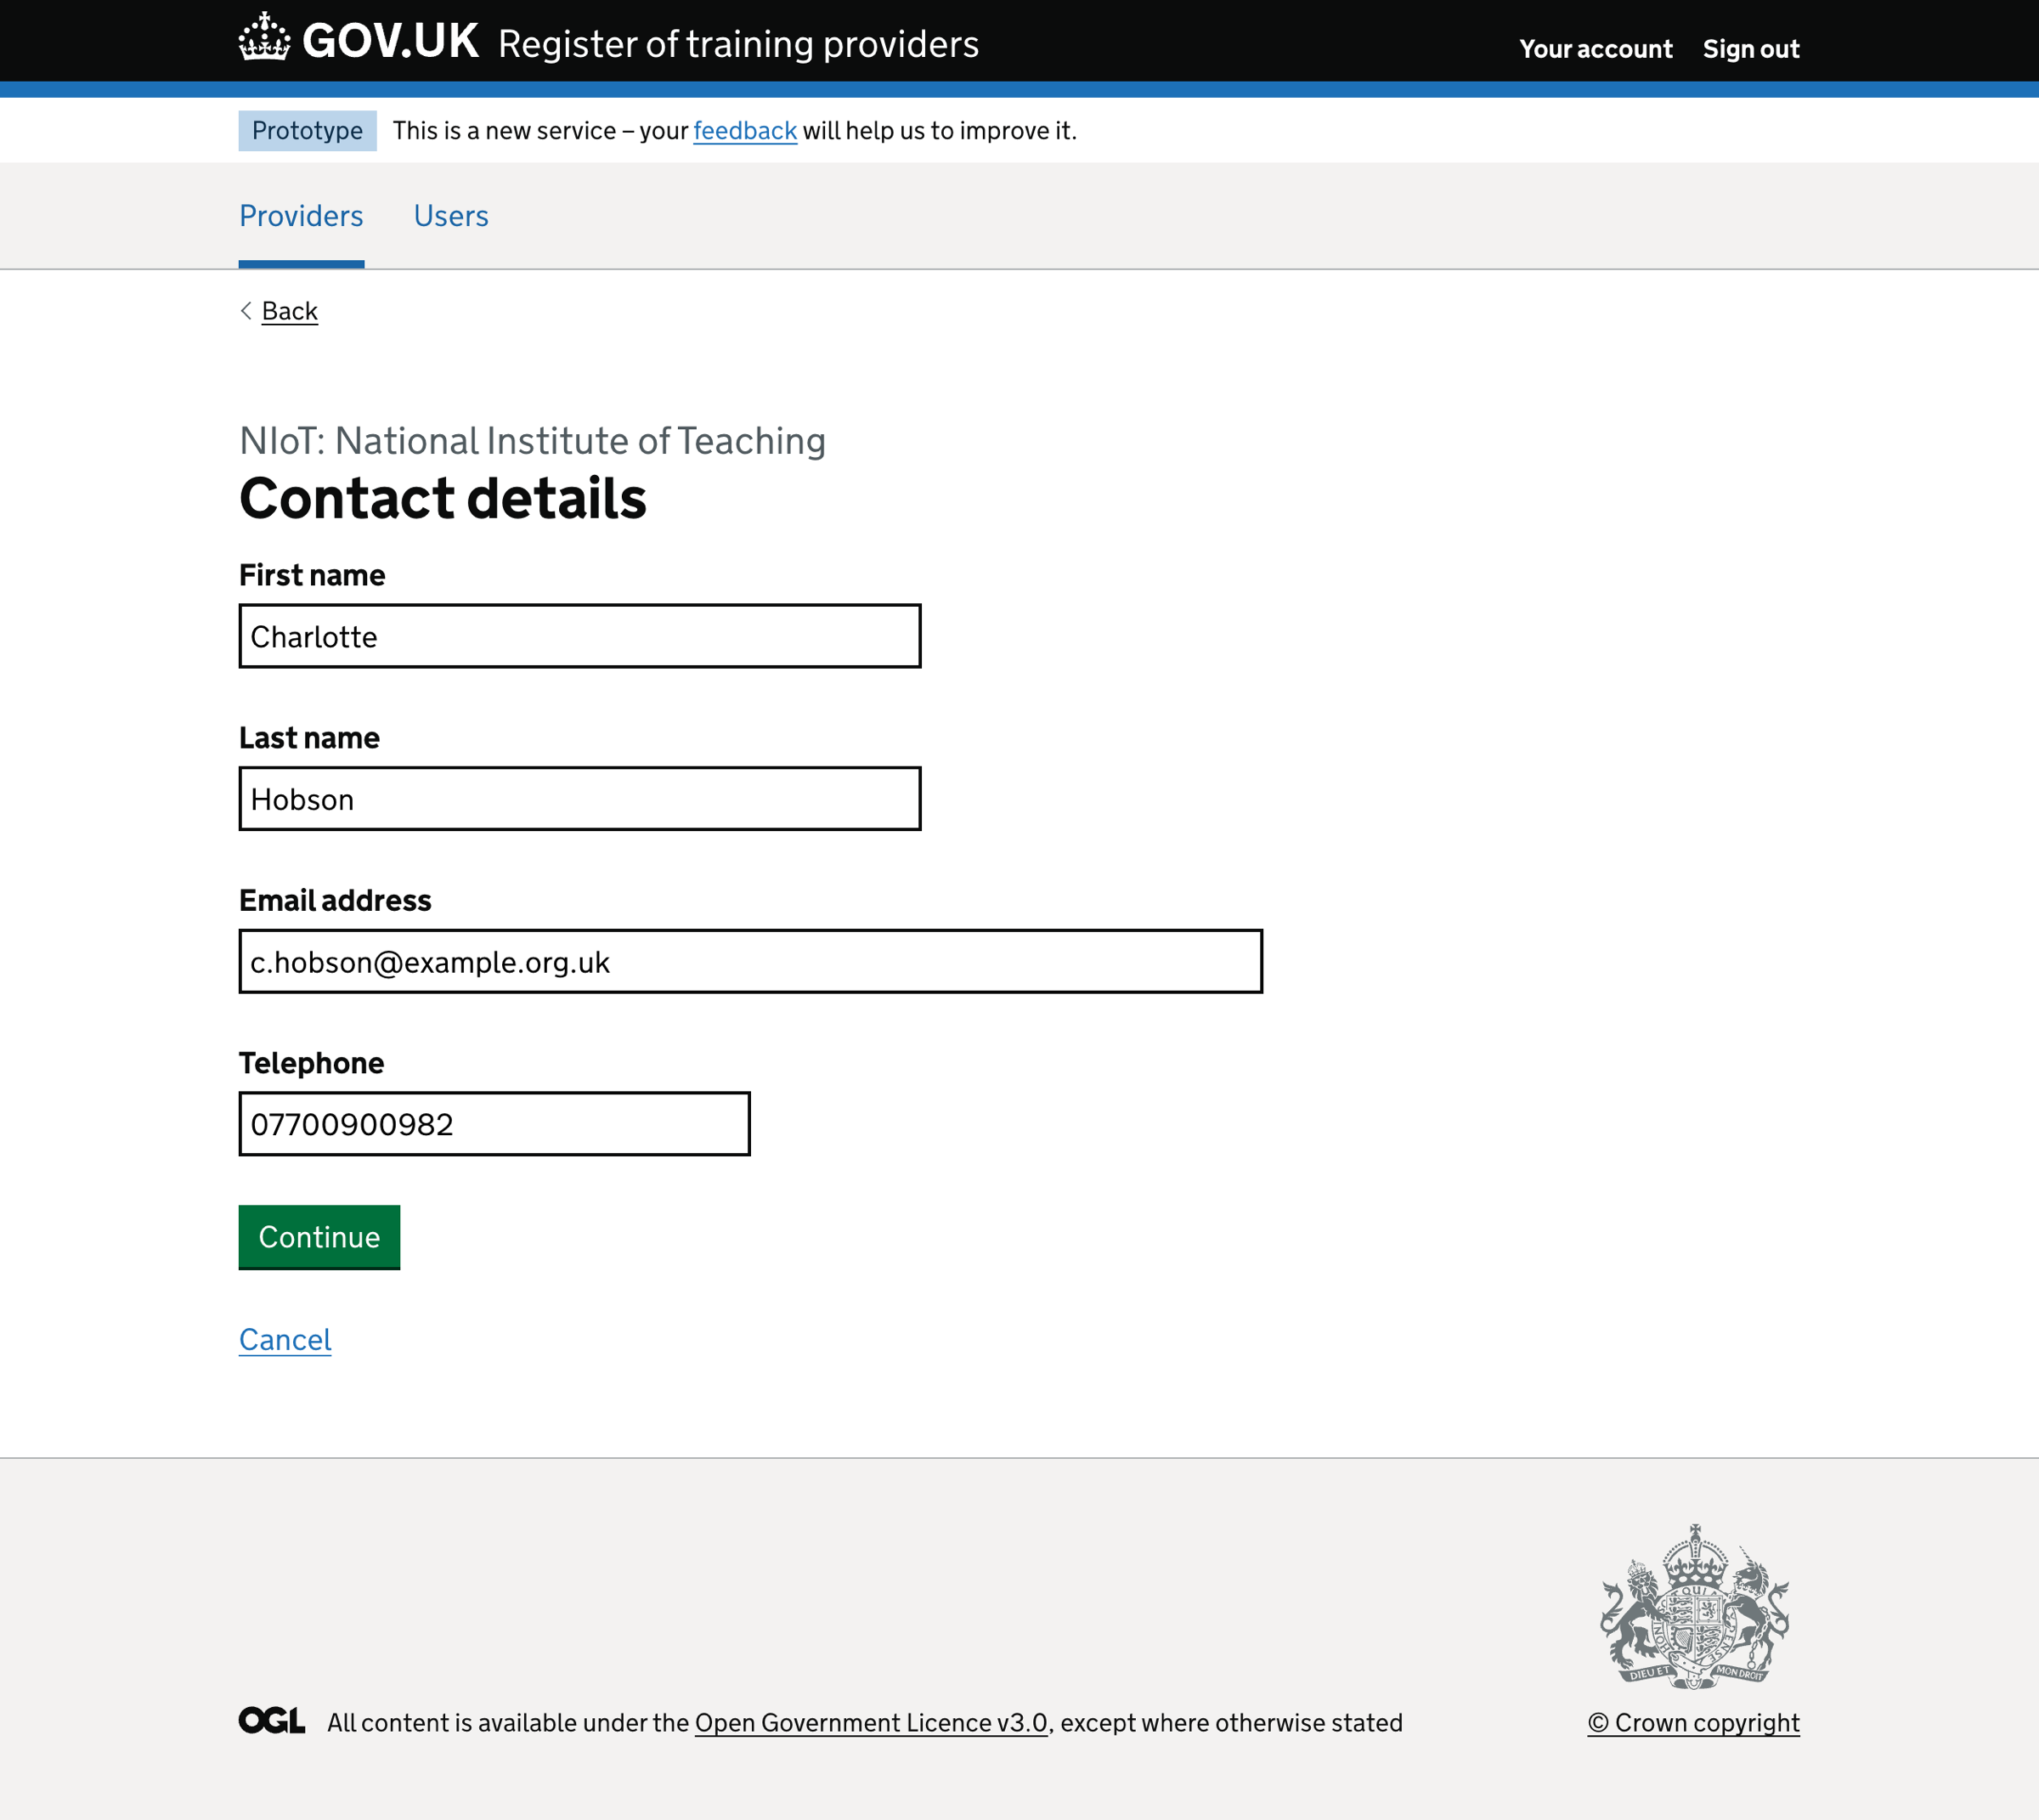 GOV.UK Register of training providers
Your account Sign out
Prototype This is a new service – your feedback will help us to improve it.
Providers Users
Back
NIoT: National Institute of Teaching
Contact details
First name
Charlotte
Last name
Hobson
Email address
c.hobson@example.org.uk
Telephone
07700900982
Continue
Cancel
DIEU ET MON DROIT
OGL All content is available under the Open Government Licence v3.0, except where otherwise stated
© Crown copyright